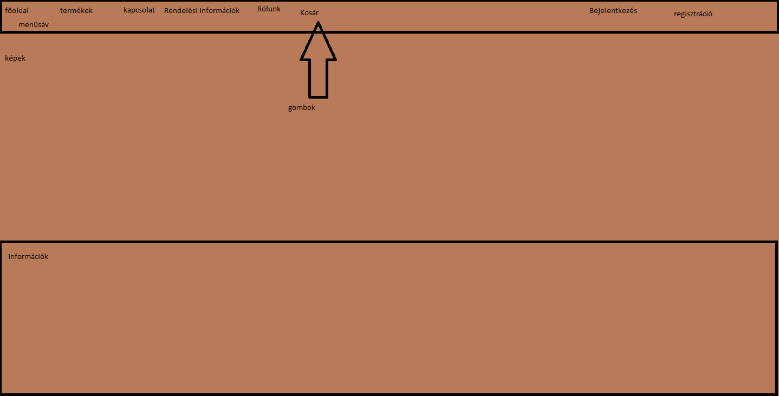 főoldal termékek kapcsolat Rendelési információk Rólunk Kosár Bejelentkezés regisztráció
menüsáv
képek
gombok
Információk